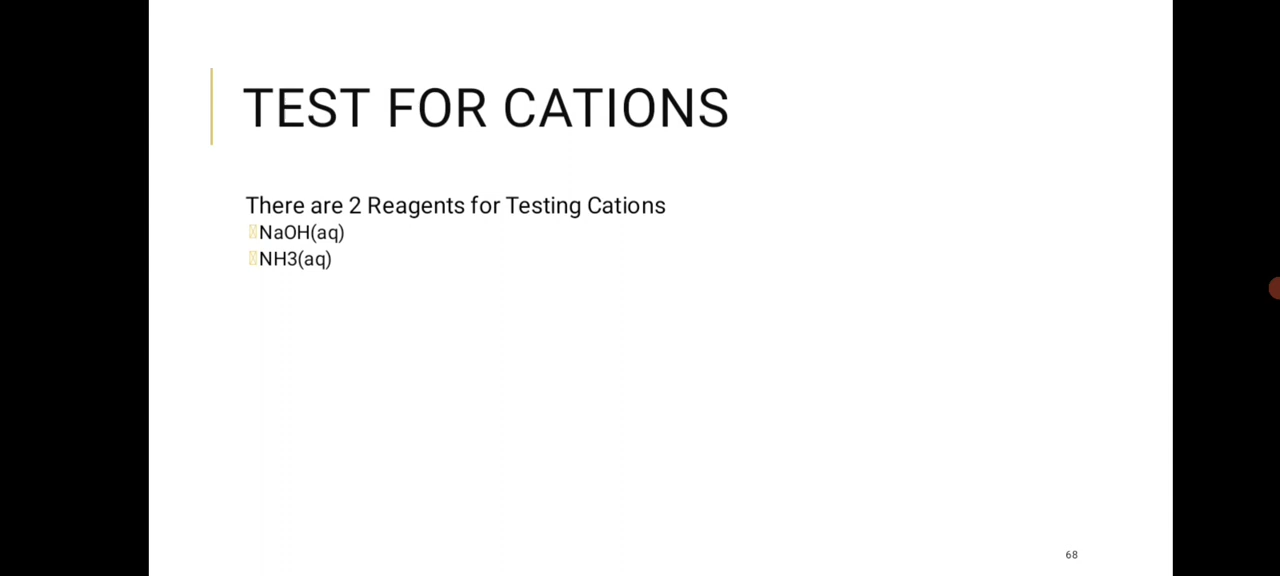 TEST FOR CATIONS
There are 2 Reagents for Testing Cations
NaOH(aq)
NH3(aq)
68